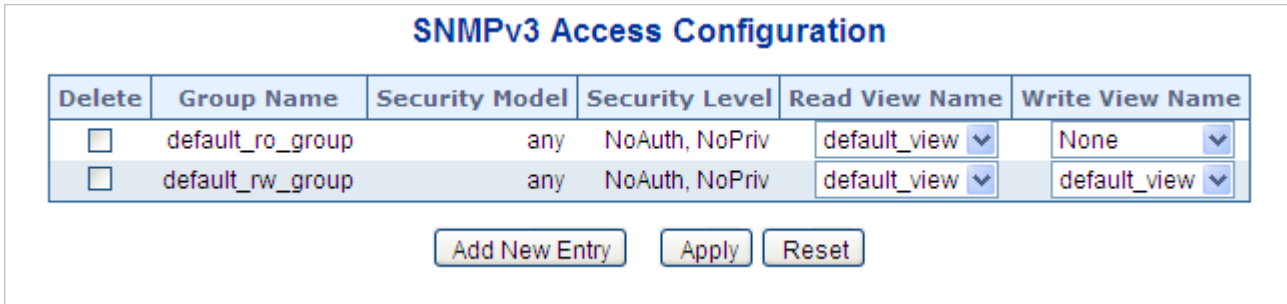 SNMPv3 Access Configuration
Delete Group Name Security Model Security Level Read View Name Write View Name
default_ro_group any NoAuth, NoPriv default_view None
default_rw_group any NoAuth, NoPriv default_view default_view
Add New Entry Apply Reset